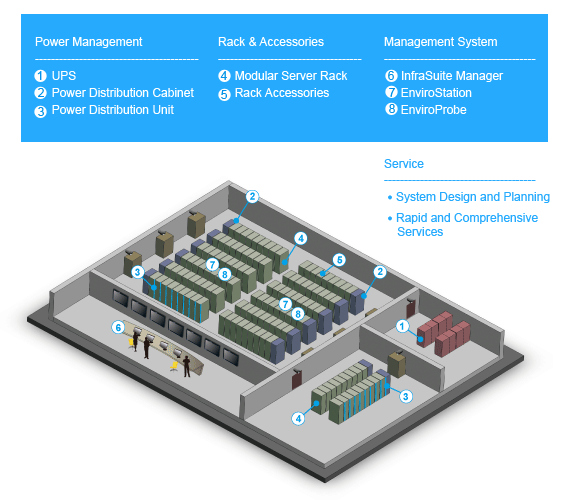 Power Management
Rack & Accessories
Management System
1 UPS
2 Power Distribution Cabinet
3 Power Distribution Unit
4 Modular Server Rack
5 Rack Accessories
6 InfraSuite Manager
7 EnviroStation
8 EnviroProbe
Service
• System Design and Planning
• Rapid and Comprehensive
Services
2
4
5
7
8
3
2
7
8
6
1
3
4